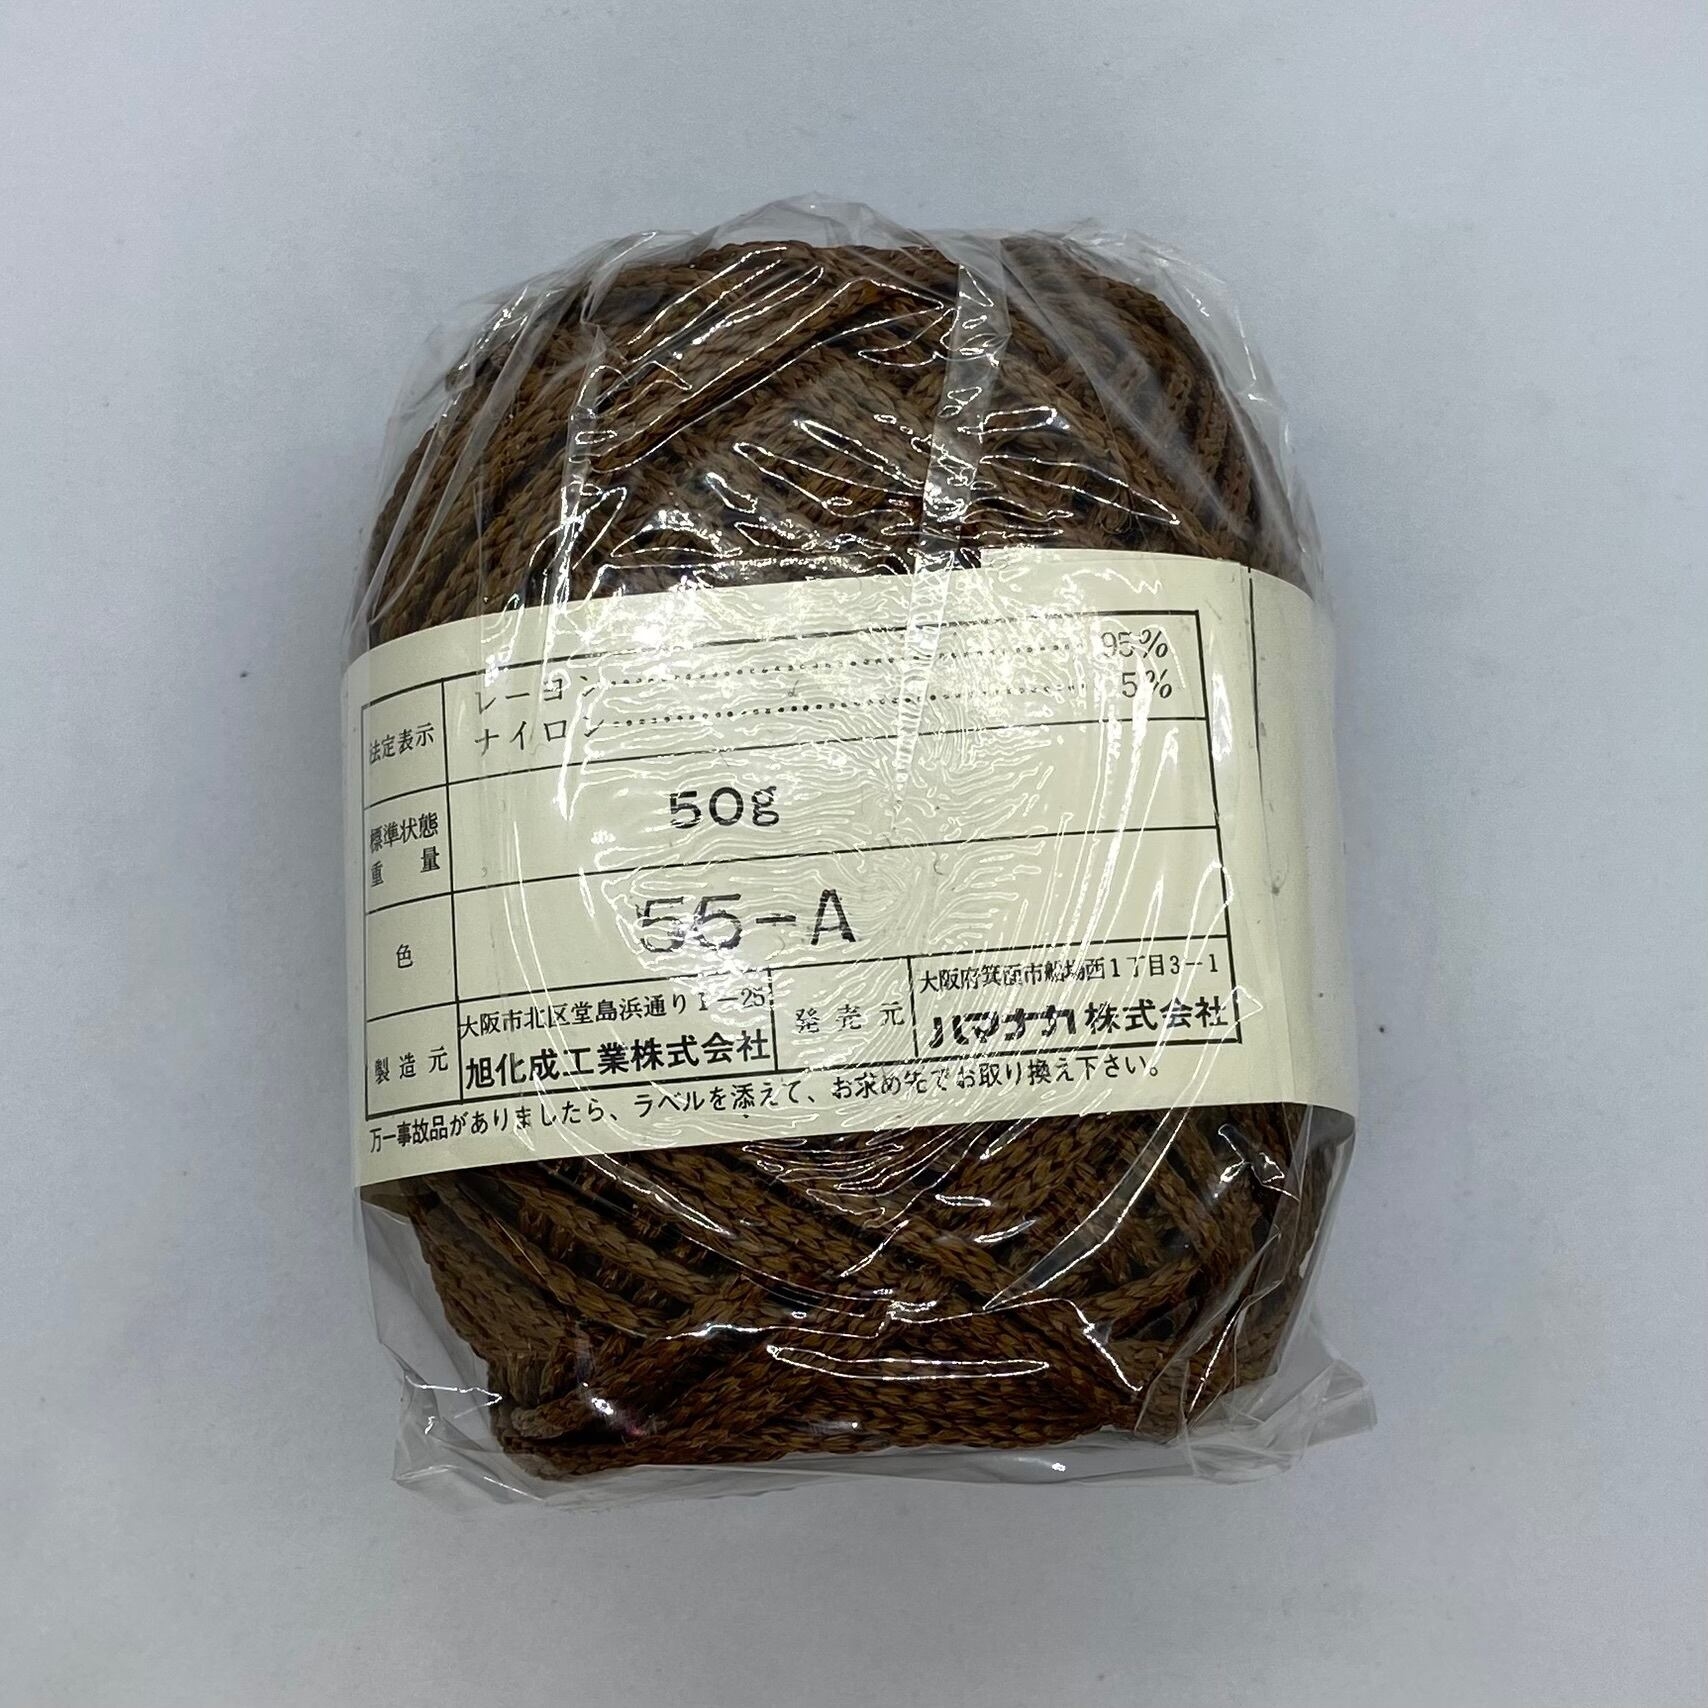 法定表示
レーヨン 95%
ナイロン 5%
標準状態
重量
50g
色
55-A
製造元
大阪市北区堂島浜通り1-25
旭化成工業株式会社
発売元
大阪府箕面市船場西1丁目3-1
ハマナカ株式会社
万一事故品がありましたら、ラベルを添えて、お求め先でお取り換え下さい。